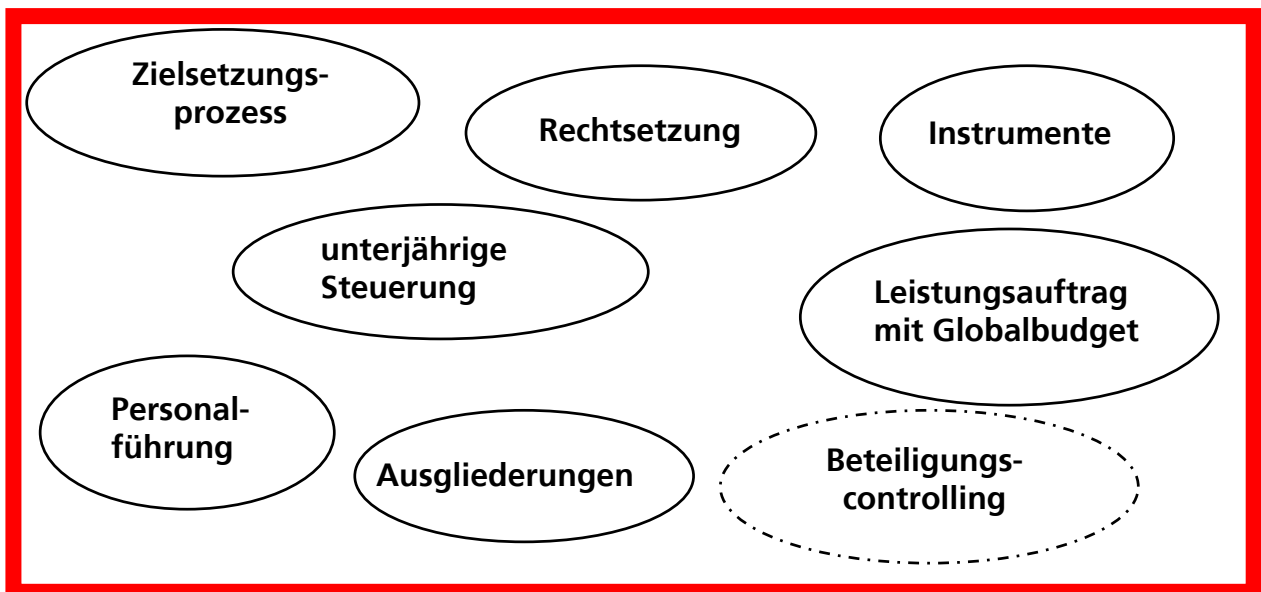 Zielsetzungs-
prozess
Rechtsetzung
Instrumente
unterjährige
Steuerung
Leistungsauftrag
mit Globalbudget
Personal-
führung
Ausgliederungen
Beteiligungs-
controlling